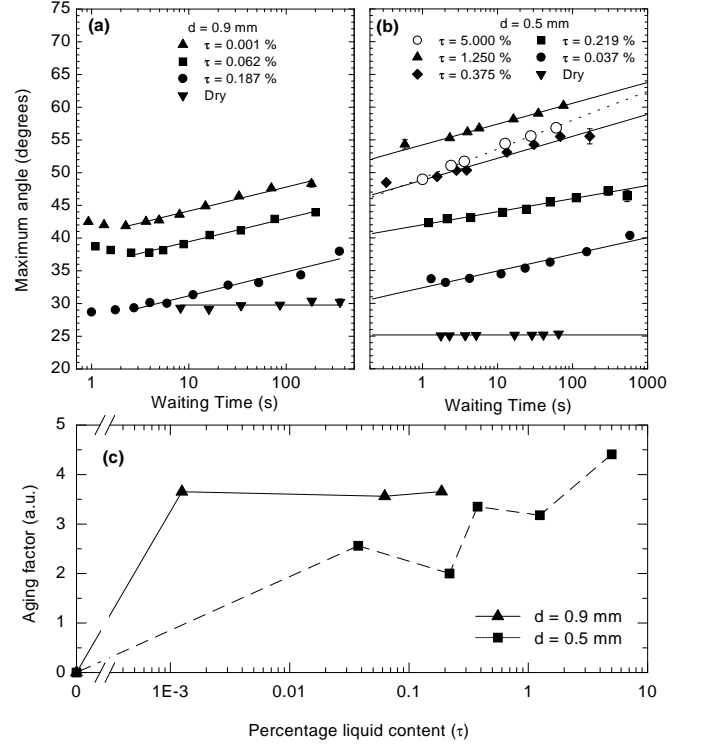 (a)
d = 0.9 mm
τ = 0.001 %
τ = 0.062 %
τ = 0.187 %
Dry
75
70
65
60
55
50
45
40
35
30
25
20
Maximum angle (degrees)
1 10 100
Waiting Time (s)
(b)
d = 0.5 mm
τ = 5.000 % τ = 0.219 %
τ = 1.250 % τ = 0.037 %
τ = 0.375 % Dry
1 10 100 1000
Waiting Time (s)
(c)
5
4
3
2
1
0
Aging factor (a.u.)
d = 0.9 mm
d = 0.5 mm
0 1E-3 0.01 0.1 1 10
Percentage liquid content (τ)